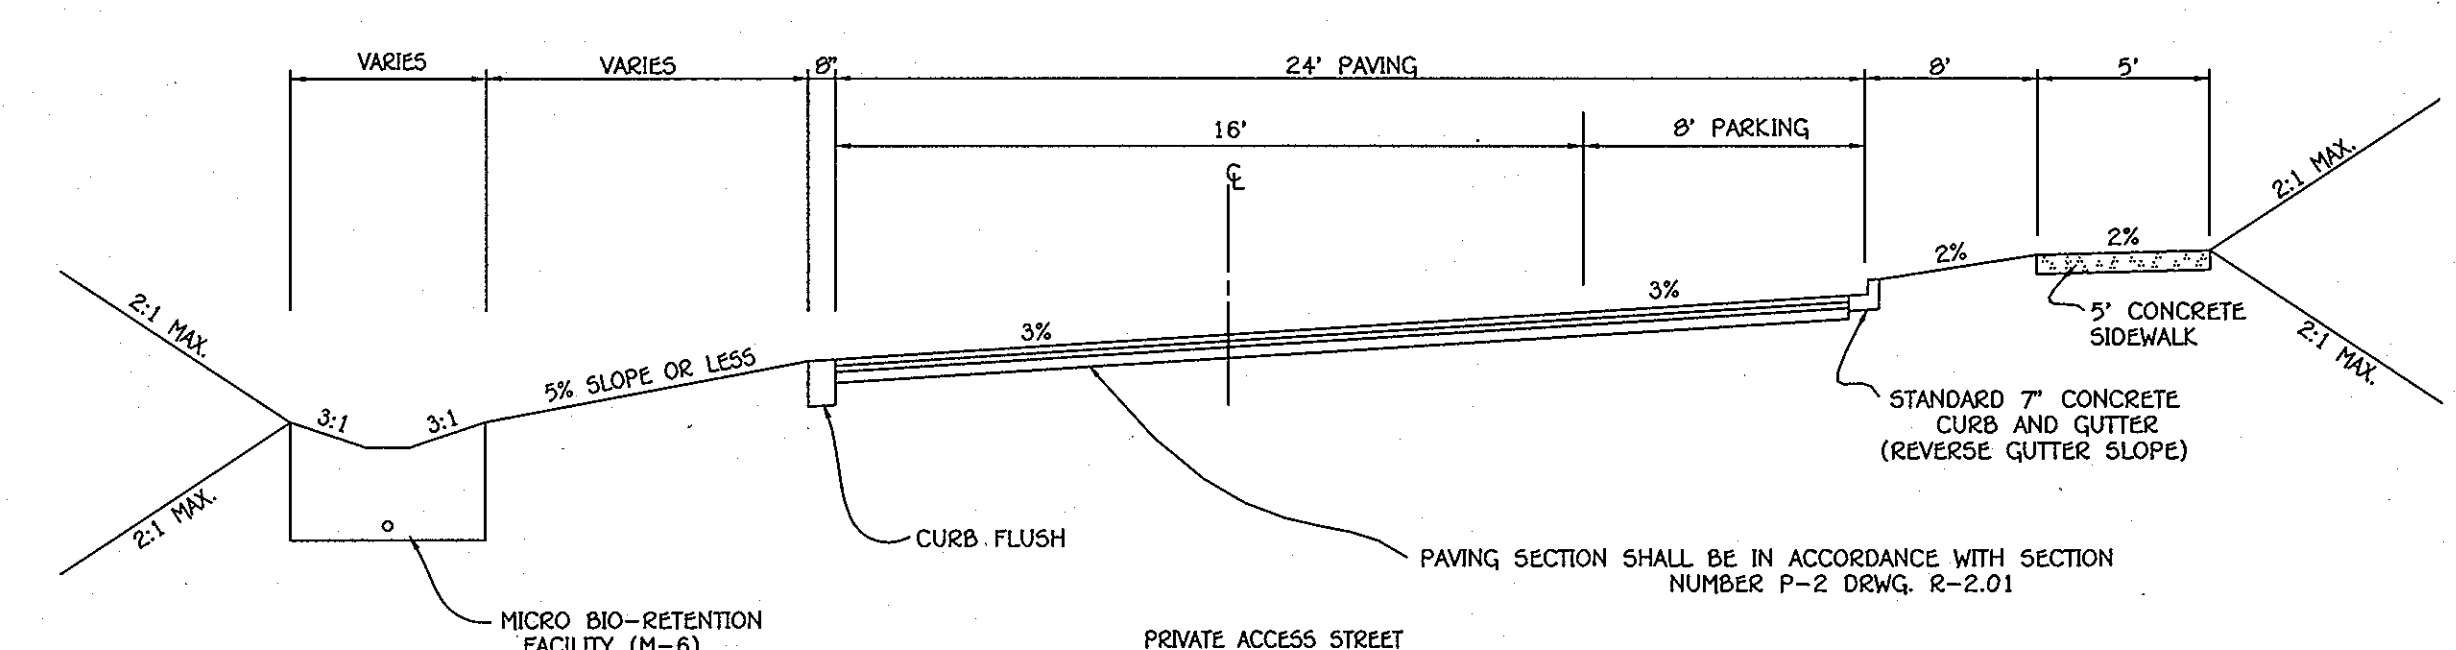 VARIES
VARIES
8"
24' PAVING
8'
5'
16'
8' PARKING
℄
2:1 MAX.
2:1 MAX.
3:1
3:1
5% SLOPE OR LESS
3%
3%
2%
2%
2:1 MAX.
2:1 MAX.
5' CONCRETE
SIDEWALK
STANDARD 7" CONCRETE
CURB AND GUTTER
(REVERSE GUTTER SLOPE)
CURB FLUSH
PAVING SECTION SHALL BE IN ACCORDANCE WITH SECTION
NUMBER P-2 DRWG. R-2.01
MICRO BIO-RETENTION
FACILITY (M-6)
PRIVATE ACCESS STREET